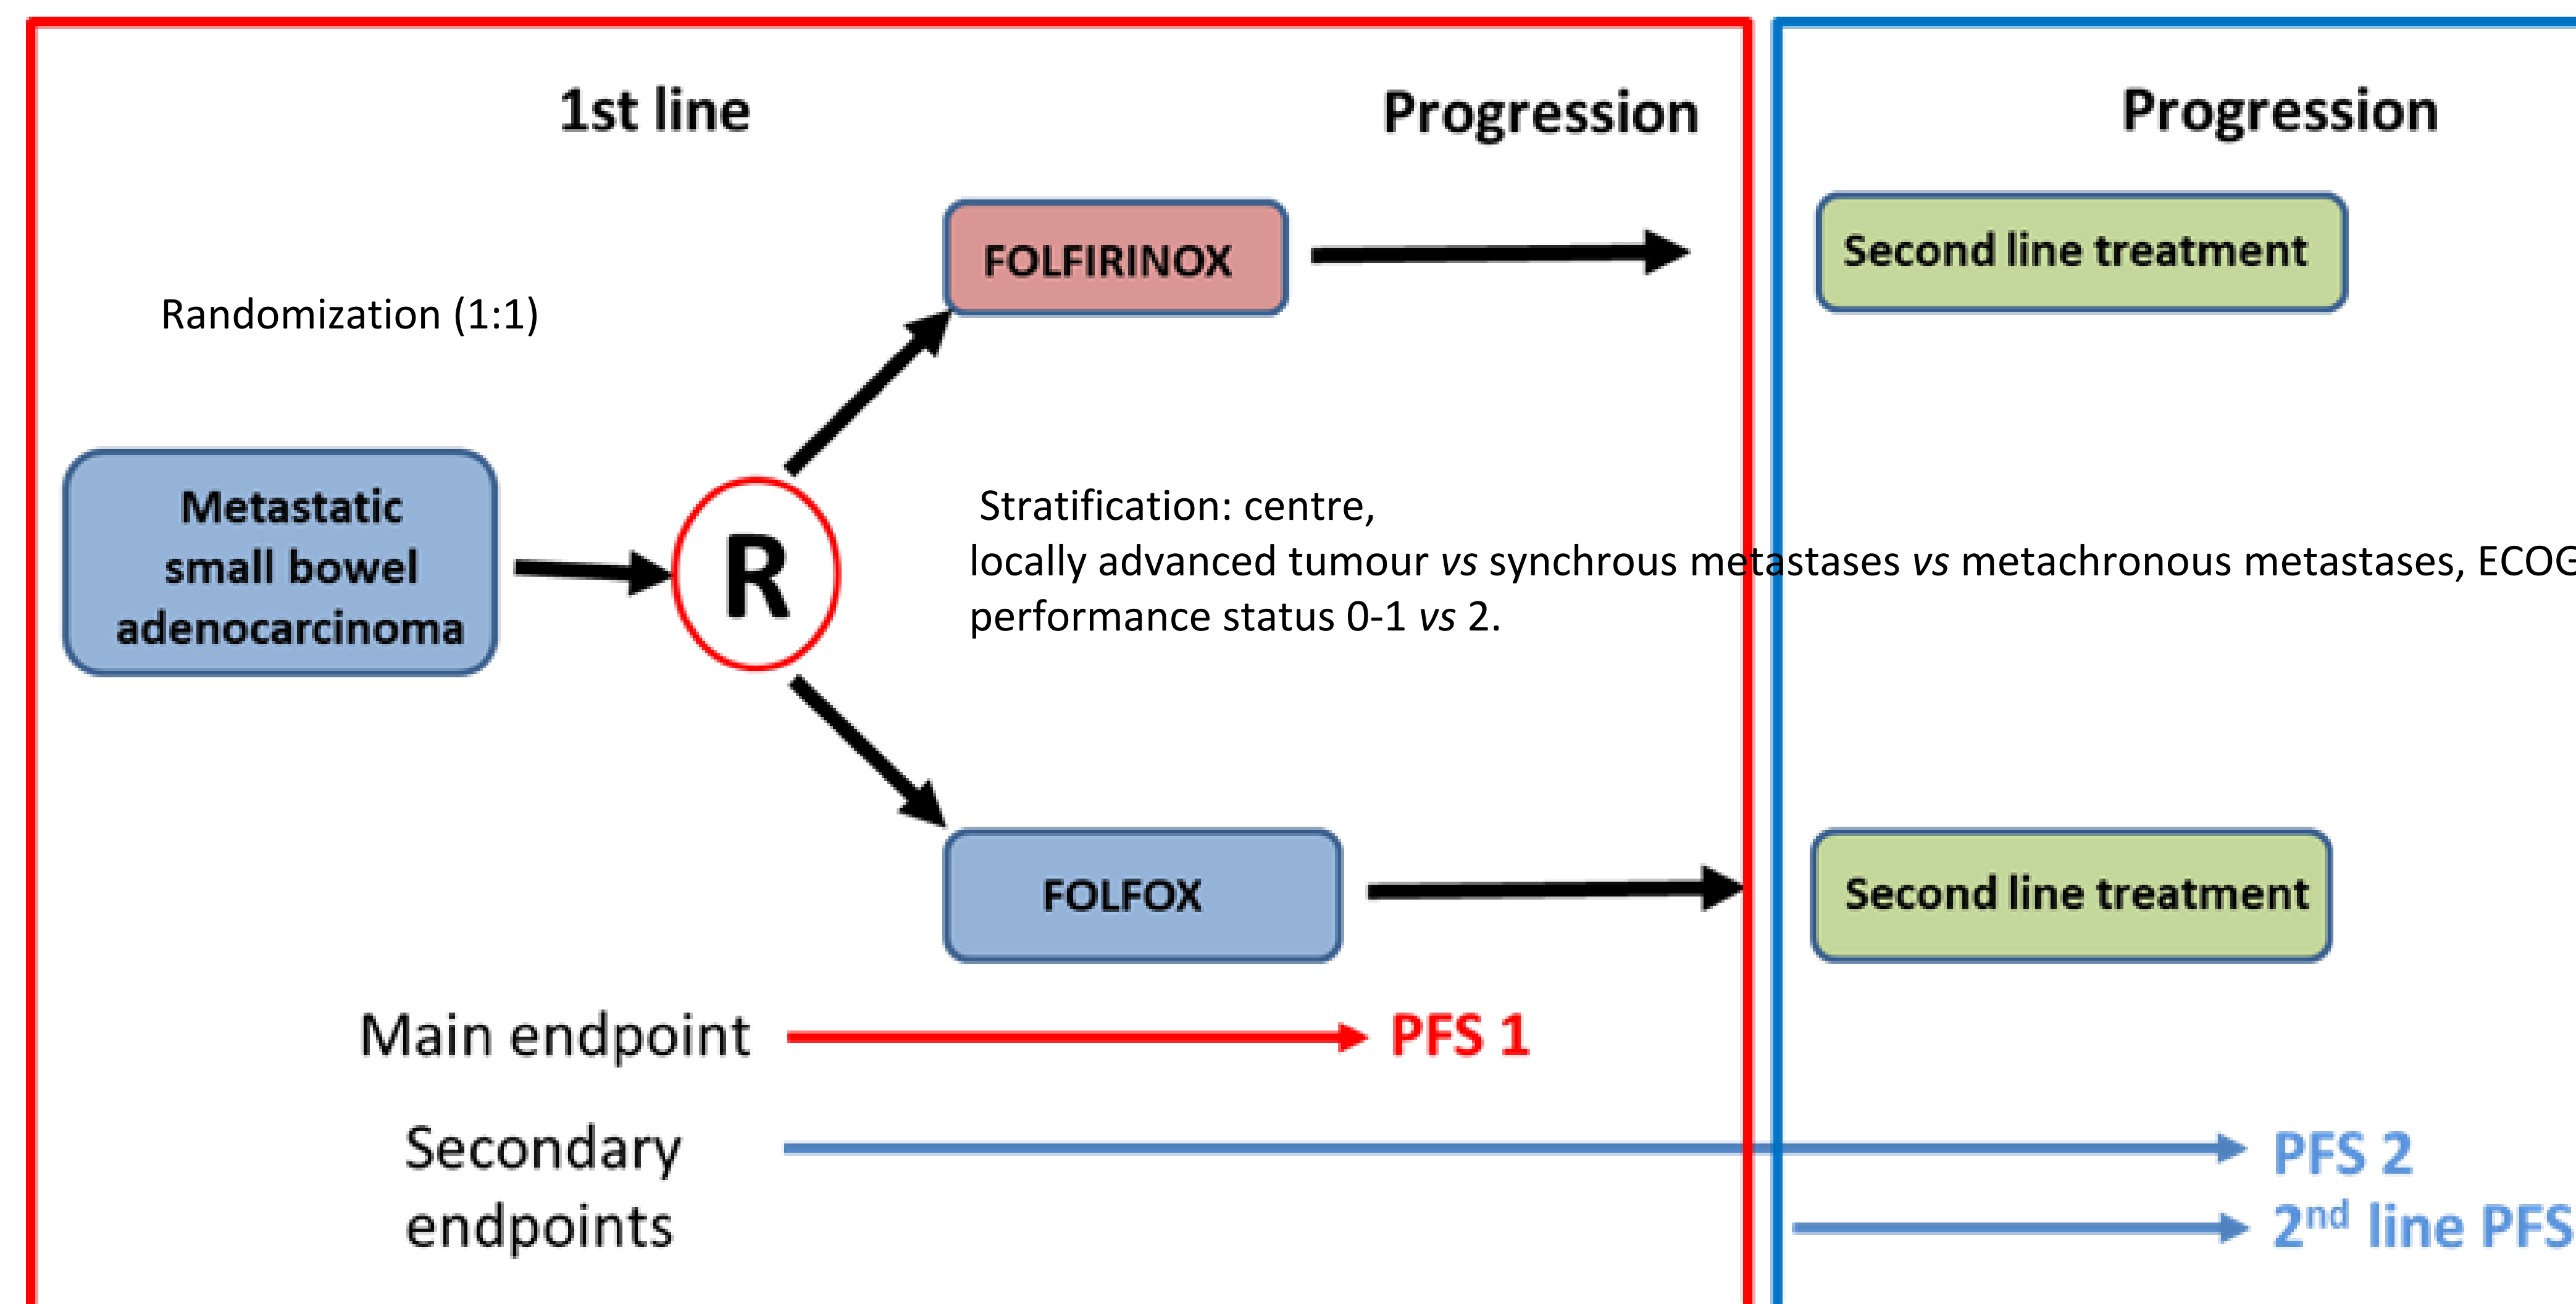 1st line
Progression
Progression
Randomization (1:1)
FOLFIRINOX
Second line treatment
Metastatic
small bowel
adenocarcinoma
R
Stratification: centre,
locally advanced tumour vs synchrous metastases vs metachronous metastases, ECOG
performance status 0-1 vs 2.
FOLFOX
Second line treatment
Main endpoint
PFS 1
Secondary
endpoints
PFS 2
2nd line PFS